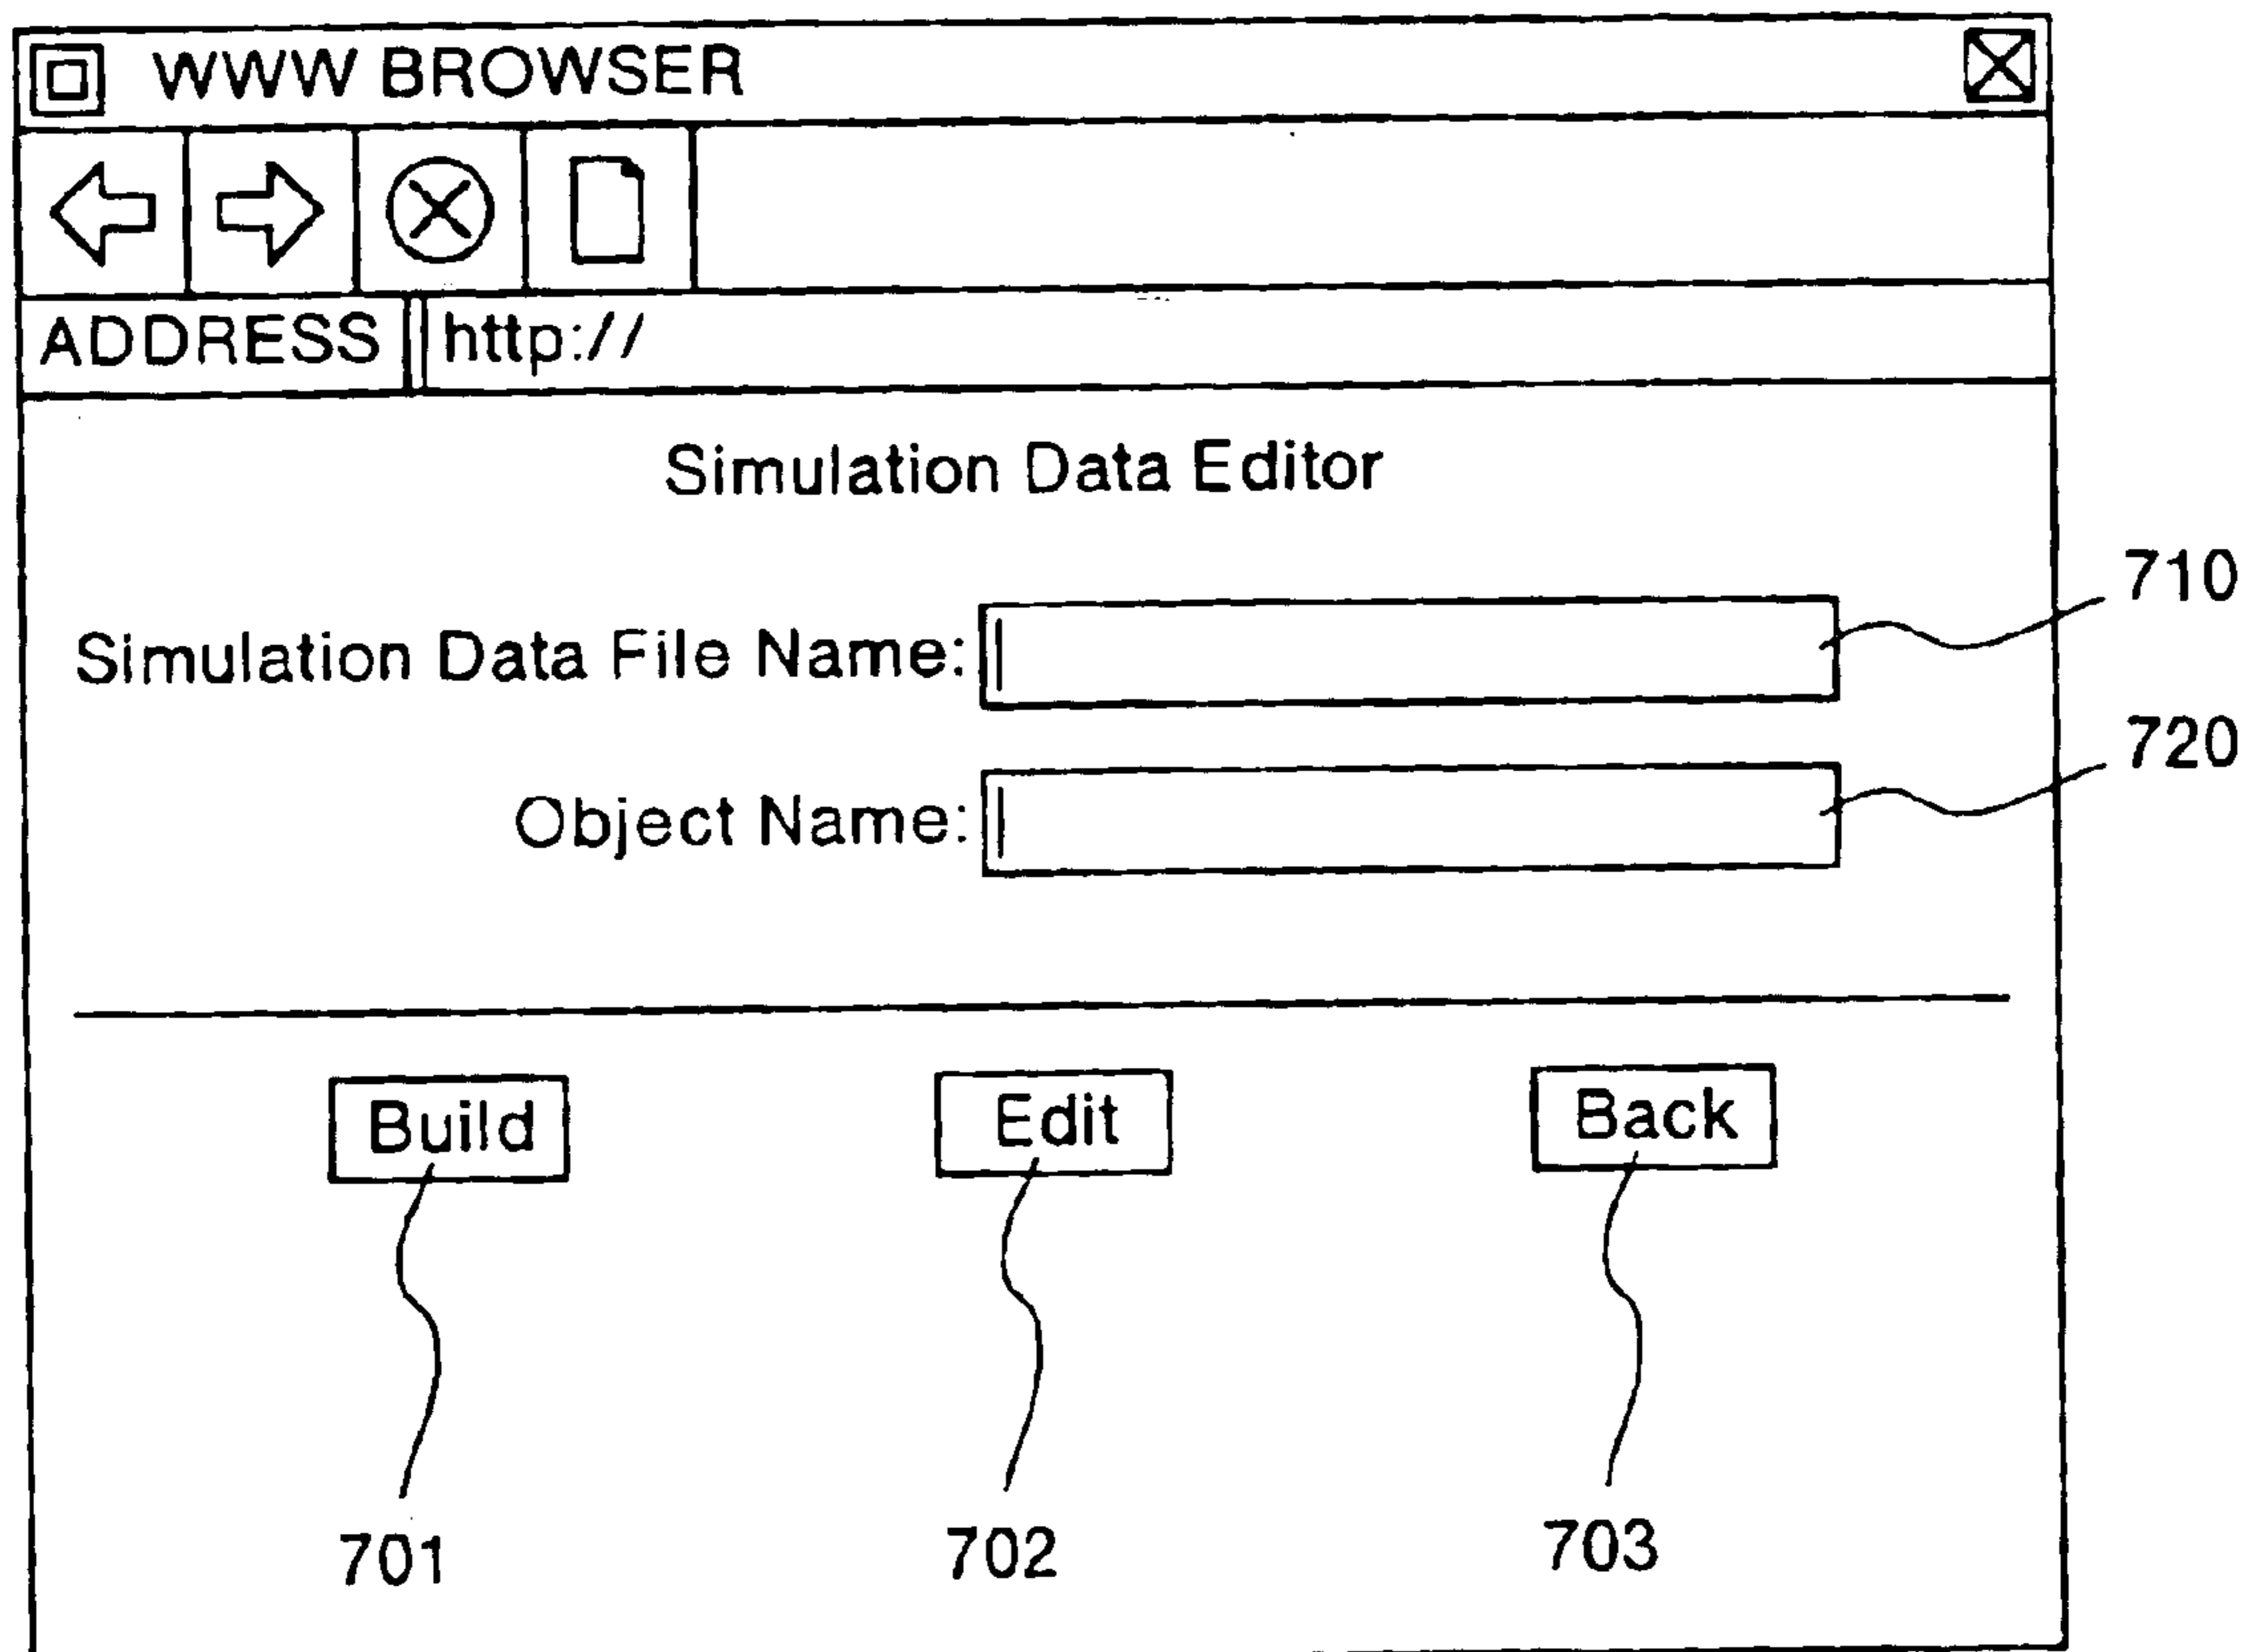 WWW BROWSER
ADDRESS http://
Simulation Data Editor
710
Simulation Data File Name:
720
Object Name:
Build Edit Back
701 702 703